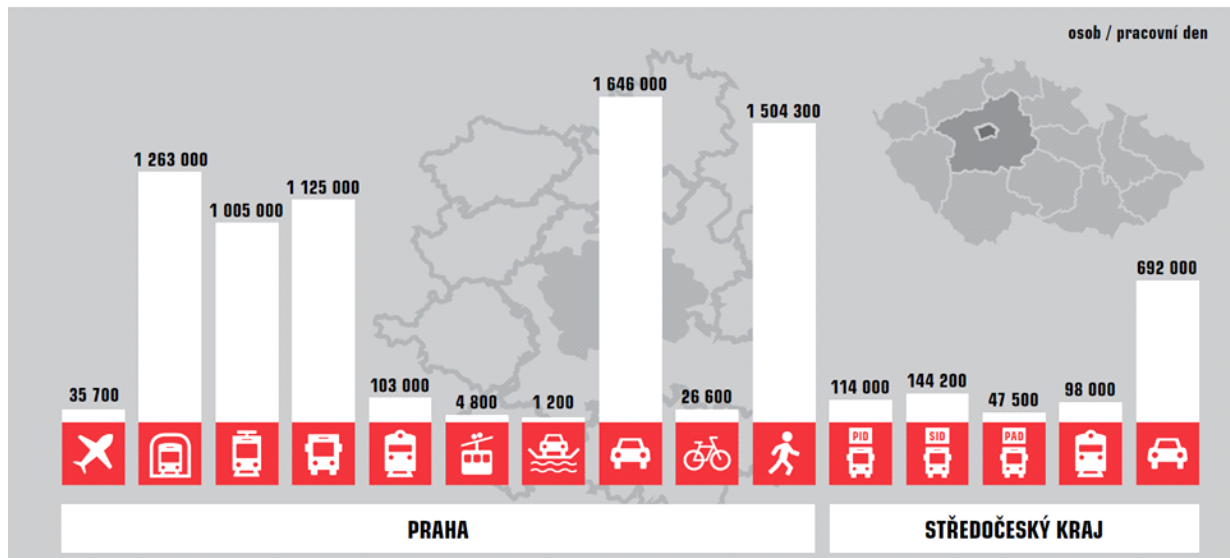 osob / pracovní den
35 700
1 263 000
1 005 000
1 125 000
103 000
4 800
1 200
1 646 000
26 600
1 504 300
114 000
144 200
47 500
98 000
692 000
PID
SID
PAD
PRAHA
STŘEDOČESKÝ KRAJ